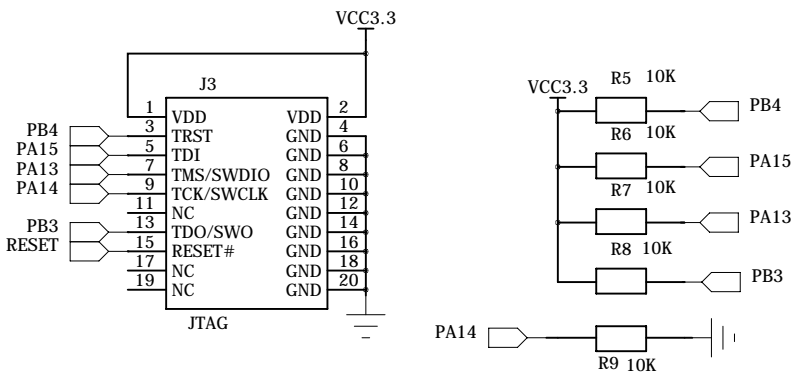 VCC3.3
J3
1 VDD VDD 2
PB4 3 TRST GND 4
PA15 5 TDI GND 6
PA13 7 TMS/SWDIO GND 8
PA14 9 TCK/SWCLK GND 10
11 NC GND 12
PB3 13 TDO/SWO GND 14
RESET 15 RESET# GND 16
17 NC GND 18
19 NC GND 20
JTAG
VCC3.3
R5 10K
PB4
R6 10K
PA15
R7 10K
PA13
R8 10K
PB3
PA14
R9 10K